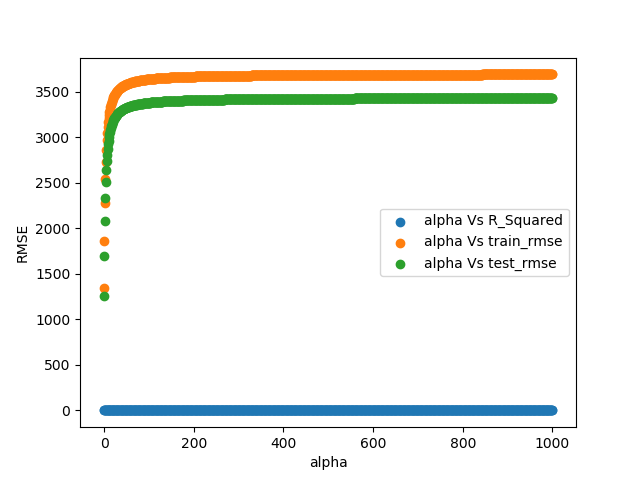 3500
3000
2500
2000
1500
1000
500
0
RMSE
alpha Vs R_Squared
alpha Vs train_rmse
alpha Vs test_rmse
0 200 400 600 800 1000
alpha